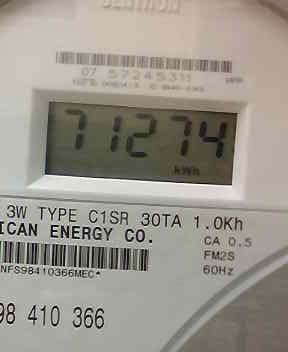 CENTRON
07 57245311
71274
kWh
3W TYPE C1SR 30TA 1.0Kh
ICAN ENERGY CO.
CA 0.5
NFS98410366MEC*
FM2S
60Hz
98 410 366